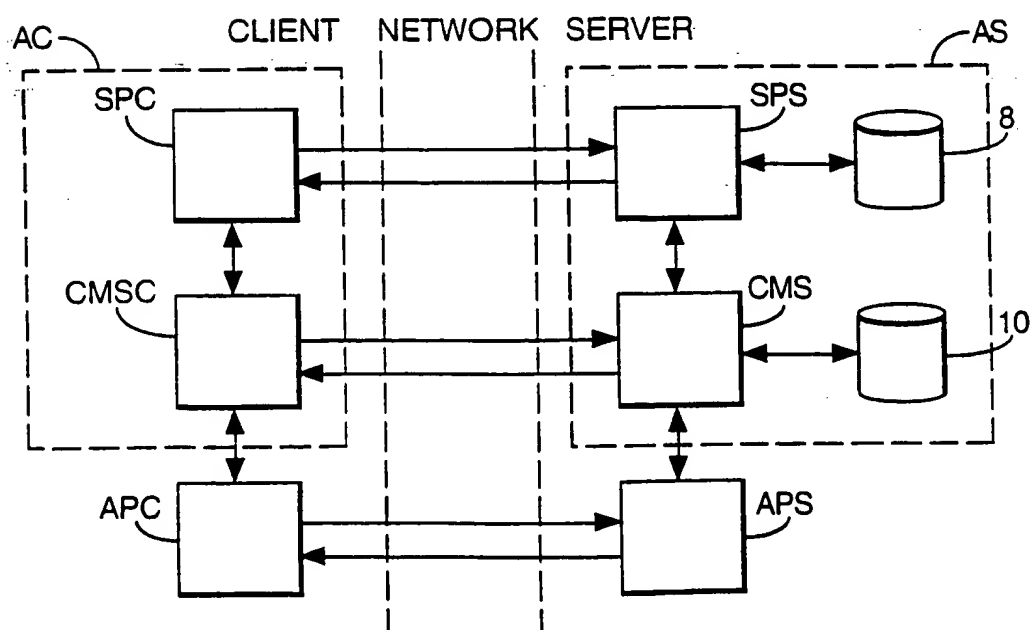 AC CLIENT NETWORK SERVER AS
SPC SPS 8
CMSC CMS 10
APC APS